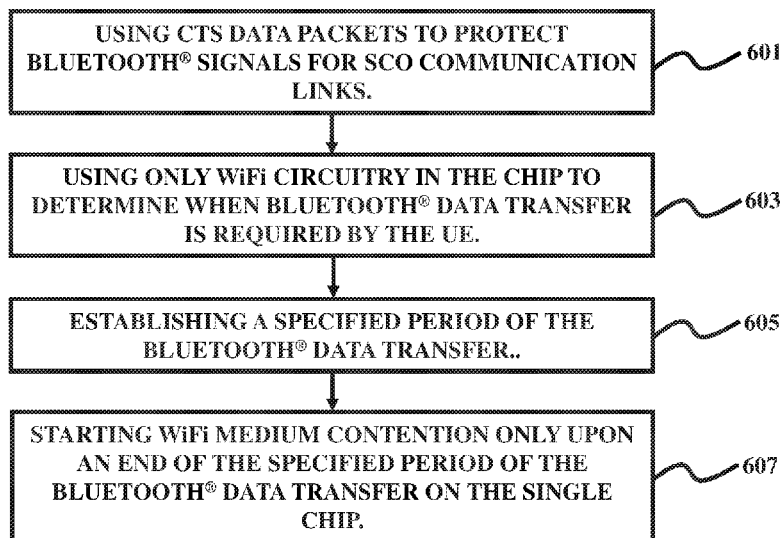 USING CTS DATA PACKETS TO PROTECT
BLUETOOTH® SIGNALS FOR SCO COMMUNICATION
LINKS.
601
USING ONLY WiFi CIRCUITRY IN THE CHIP TO
DETERMINE WHEN BLUETOOTH® DATA TRANSFER
IS REQUIRED BY THE UE.
603
ESTABLISHING A SPECIFIED PERIOD OF THE
BLUETOOTH® DATA TRANSFER..
605
STARTING WiFi MEDIUM CONTENTION ONLY UPON
AN END OF THE SPECIFIED PERIOD OF THE
BLUETOOTH® DATA TRANSFER ON THE SINGLE
CHIP.
607